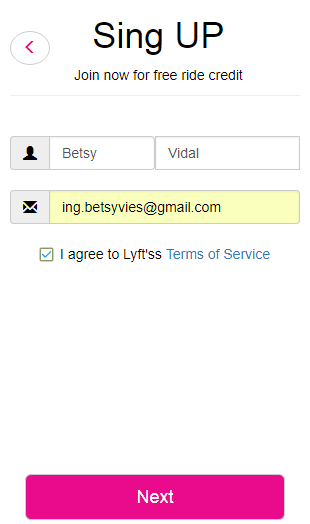 Sing UP
Join now for free ride credit
Betsy Vidal
ing.betsyvies@gmail.com
I agree to Lyft'ss Terms of Service
Next